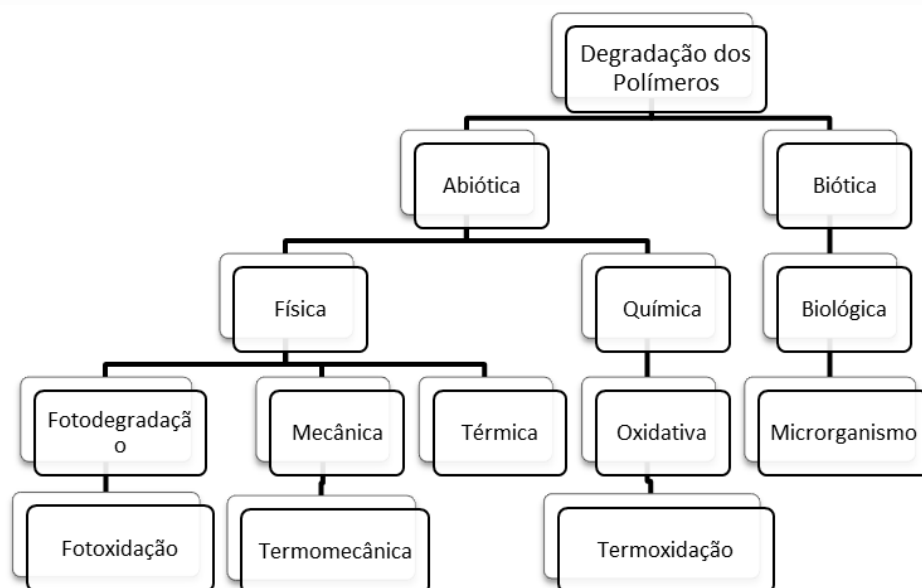 Degradação dos
Polímeros
Abiótica
Biótica
Física
Química
Biológica
Fotodegradaçã
o
Mecânica
Térmica
Oxidativa
Microrganismo
Fotoxidação
Termomecânica
Termoxidação